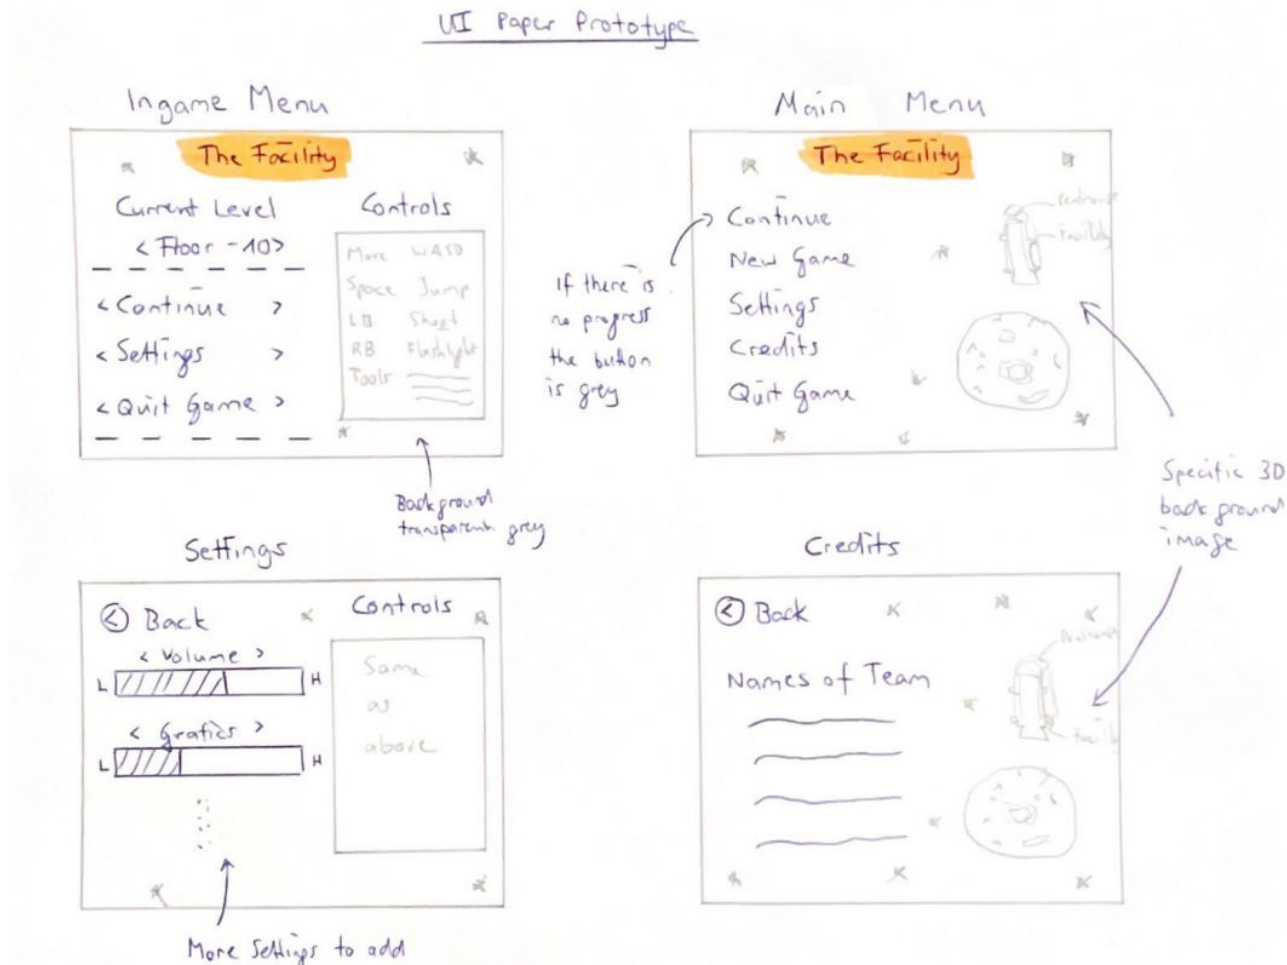 UI Paper Prototype
Ingame Menu
The Facility
Current Level
< Floor -10>
< Continue >
< Settings >
< Quit Game >
Controls
Move WASD
Space Jump
LB Shoot
RB Flashlight
Tools
Background
transparent grey
Main Menu
The Facility
Continue
New Game
Settings
Credits
Quit Game
If there is
no progress
the button
is grey
Facility
Specific 3D
background
image
Settings
< Back
< Volume >
L H
< Grafics >
L H
Controls
Same
as
above
More Settings to add
Credits
< Back
Names of Team